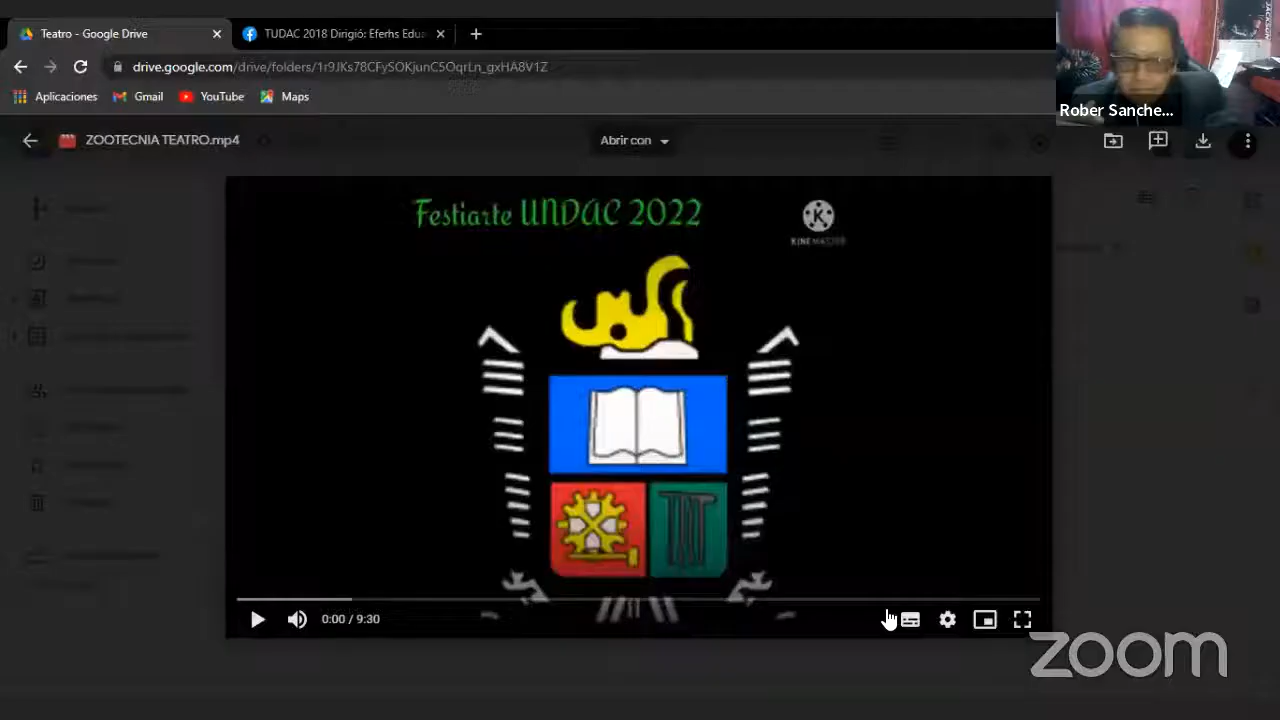 Teatro - Google Drive
TUDAC 2018 Dirigió: Eferhs Edua
drive.google.com/drive/folders/1r9JKs78CFySOKjunC5OqrLn_gxHA8V1Z
Aplicaciones
Gmail
YouTube
Maps
Rober Sanche...
ZOOTECNIA TEATRO.mp4
Abrir con
Festiarte UNDAC 2022
K
KINEMASTER
0:00 / 9:30
zoom